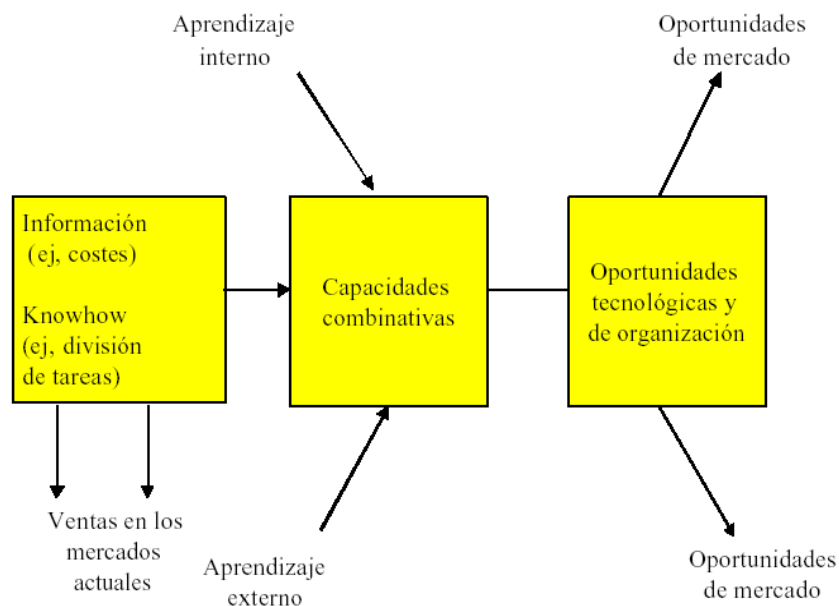 Aprendizaje
interno
Oportunidades
de mercado
Información
(ej, costes)
Knowhow
(ej, división
de tareas)
Capacidades
combinativas
Oportunidades
tecnológicas y
de organización
Ventas en los
mercados
actuales
Aprendizaje
externo
Oportunidades
de mercado